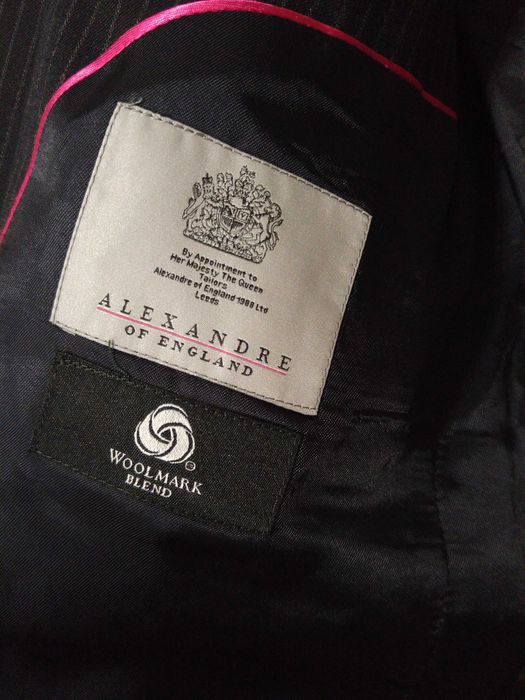 By Appointment to
Her Majesty The Queen
Tailors
Alexandre of England 1988 Ltd
Leeds
ALEXANDRE
OF ENGLAND
WOOLMARK
®
BLEND